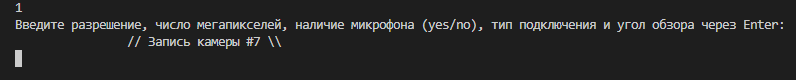 1
Введите разрешение, число мегапикселей, наличие микрофона (yes/no), тип подключения и угол обзора через Enter:
// Запись камеры #7 \\